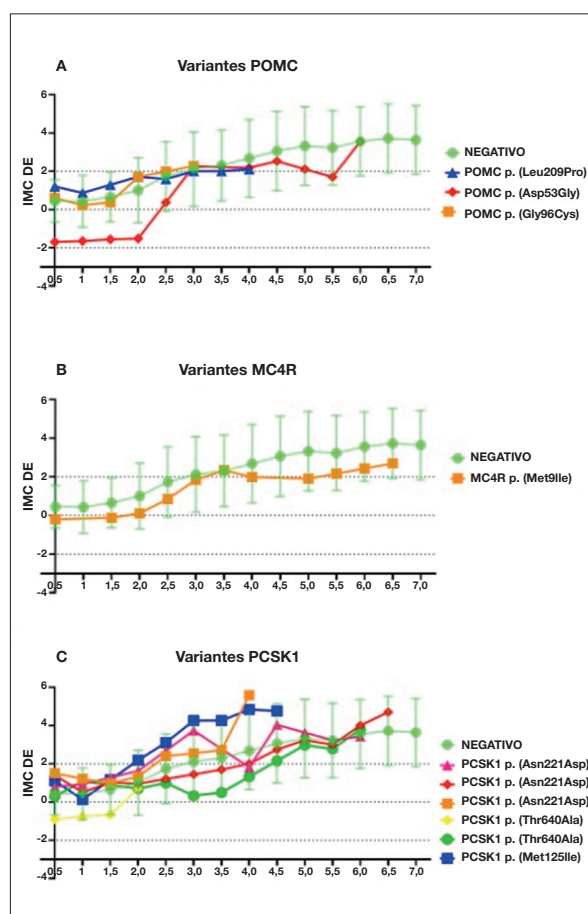 A Variantes POMC
6
4
2
0
-2
-4
IMC DE
0,5 1 1,5 2,0 2,5 3,0 3,5 4,0 4,5 5,0 5,5 6,0 6,5 7,0
NEGATIVO
POMC p. (Leu209Pro)
POMC p. (Asp53Gly)
POMC p. (Gly96Cys)
B Variantes MC4R
6
4
2
0
-2
-4
IMC DE
0,5 1 1,5 2,0 2,5 3,0 3,5 4,0 4,5 5,0 5,5 6,0 6,5 7,0
NEGATIVO
MC4R p. (Met9Ile)
C Variantes PCSK1
6
4
2
0
-2
-4
IMC DE
0,5 1 1,5 2,0 2,5 3,0 3,5 4,0 4,5 5,0 5,5 6,0 6,5 7,0
NEGATIVO
PCSK1 p. (Asn221Asp)
PCSK1 p. (Asn221Asp)
PCSK1 p. (Asn221Asp)
PCSK1 p. (Thr640Ala)
PCSK1 p. (Thr640Ala)
PCSK1 p. (Met125Ile)